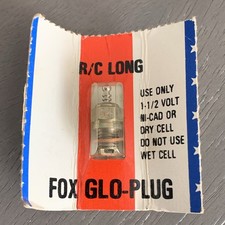 R/C LONG
USE ONLY
1-1/2 VOLT
NI-CAD OR
DRY CELL
DO NOT USE
WET CELL
FOX GLO-PLUG